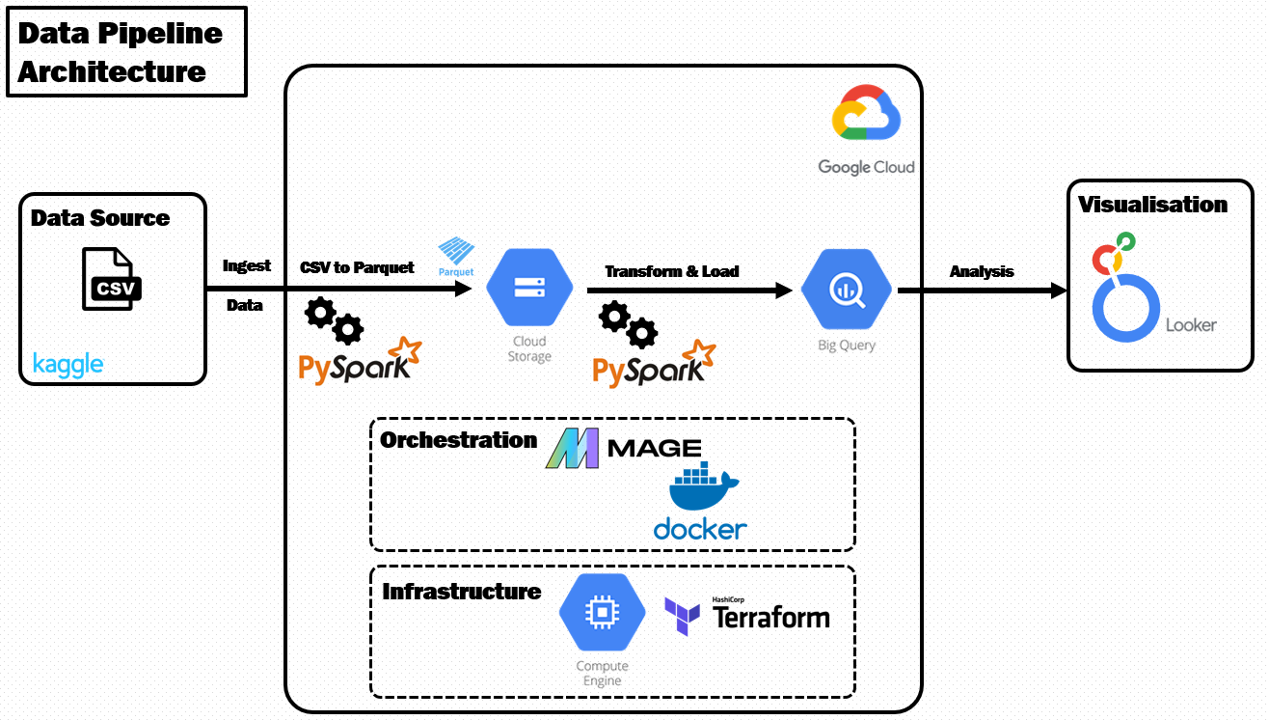 Data Pipeline
Architecture
Google Cloud
Data Source
CSV
kaggle
Ingest
Data
CSV to Parquet
Parquet
PySpark
Cloud
Storage
Transform & Load
PySpark
Big Query
Analysis
Visualisation
Looker
Orchestration
MAGE
docker
Infrastructure
Compute
Engine
HashiCorp
Terraform